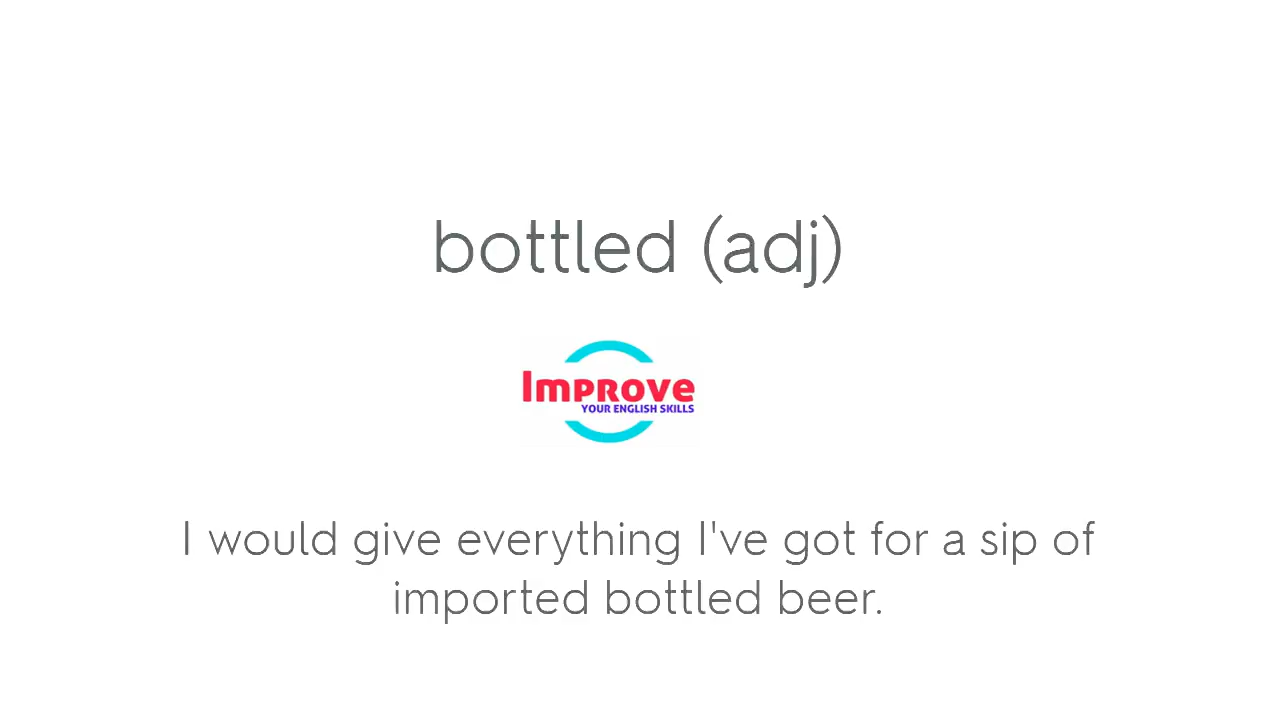 bottled (adj)
Improve
YOUR ENGLISH SKILLS
I would give everything I've got for a sip of
imported bottled beer.